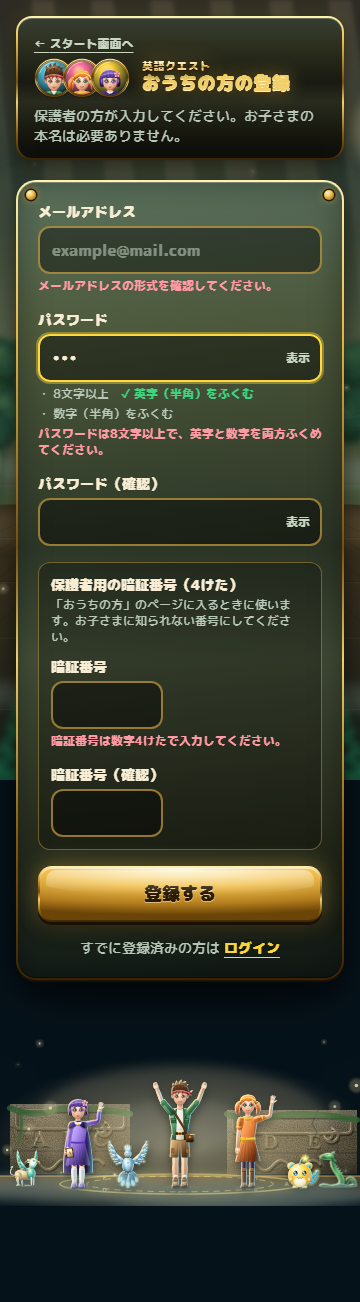 ← スタート画面へ
英語クエスト
おうちの方の登録
保護者の方が入力してください。お子さまの
本名は必要ありません。
メールアドレス
example@mail.com
メールアドレスの形式を確認してください。
パスワード
•••
表示
・ 8文字以上 ✓ 英字（半角）をふくむ
・ 数字（半角）をふくむ
パスワードは8文字以上で、英字と数字を両方ふくめ
てください。
パスワード（確認）
表示
保護者用の暗証番号（4けた）
「おうちの方」のページに入るときに使いま
す。お子さまに知られない番号にしてくださ
い。
暗証番号
暗証番号は数字4けたで入力してください。
暗証番号（確認）
登録する
すでに登録済みの方は ログイン
A
D E